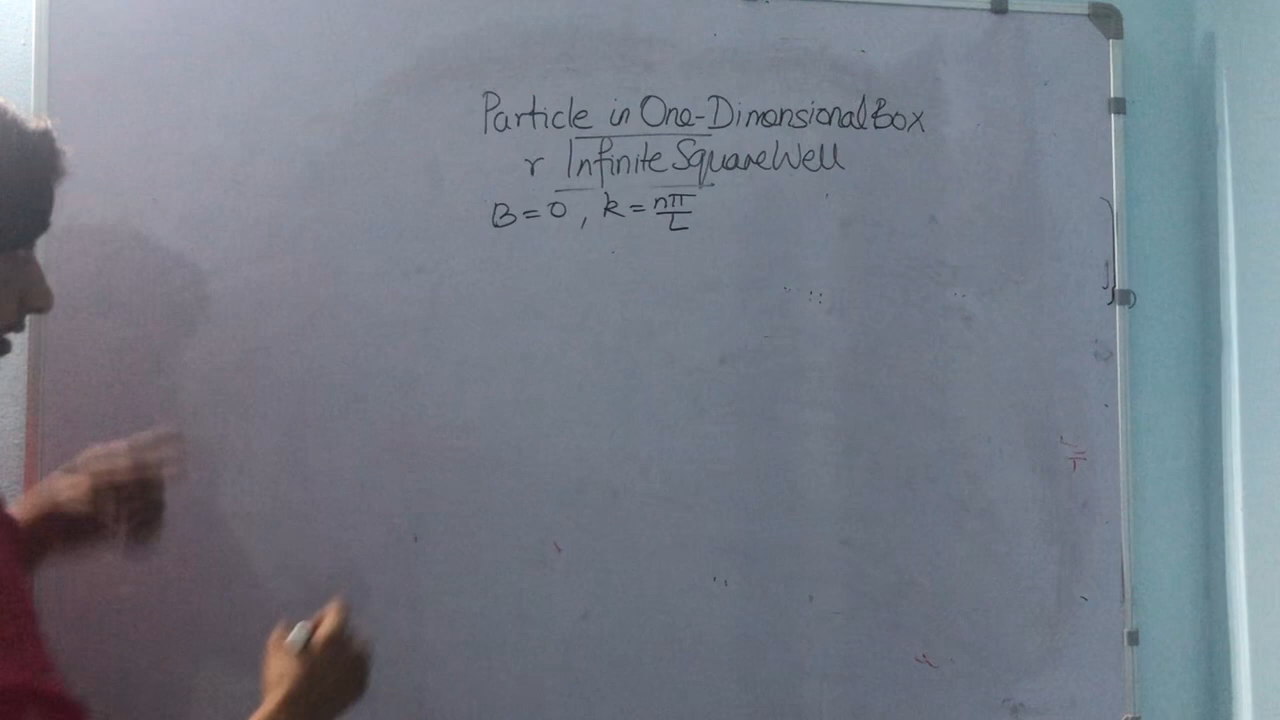 Particle in One-Dimensional Box
r Infinite Square Well
B = 0 , k = nπ/L